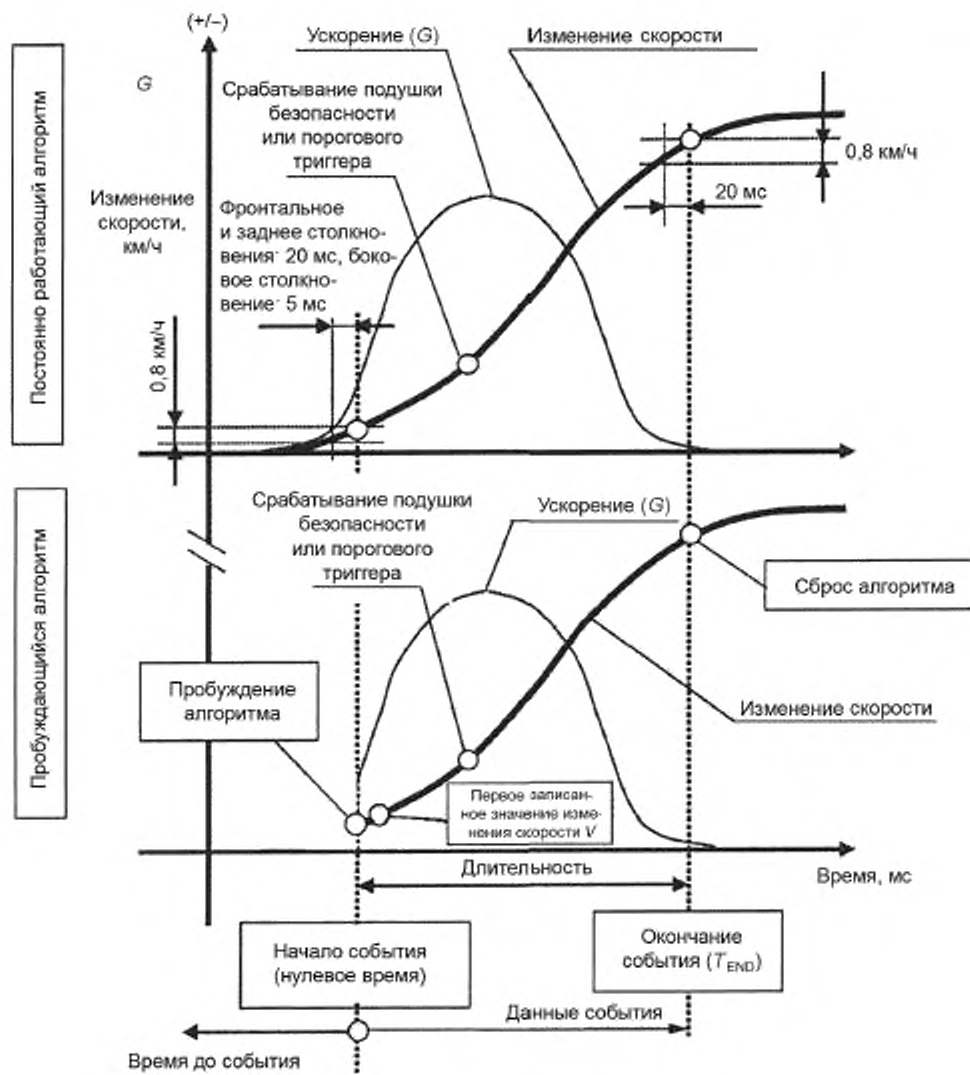 Постоянно работающий алгоритм
(+/–)
G
Изменение
скорости,
км/ч
0,8 км/ч
Ускорение (G)
Изменение скорости
Срабатывание подушки
безопасности
или порогового
триггера
Фронтальное
и заднее столкно-
вения· 20 мс, боко-
вое столкно-
вение· 5 мс
0,8 км/ч
20 мс
Пробуждающийся алгоритм
Срабатывание подушки
безопасности
или порогового
триггера
Ускорение (G)
Сброс алгоритма
Пробуждение
алгоритма
Изменение скорости
Первое записан-
ное значение изме-
нения скорости V
Длительность
Время, мс
Начало события
(нулевое время)
Окончание
события (TEND)
Данные события
Время до события